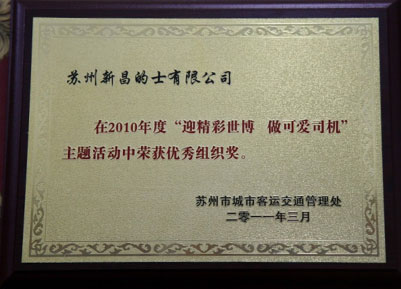 苏州新昌的士有限公司
在2010年度“迎精彩世博　做可爱司机”
主题活动中荣获优秀组织奖。
苏州市城市客运交通管理处
二零一一年三月